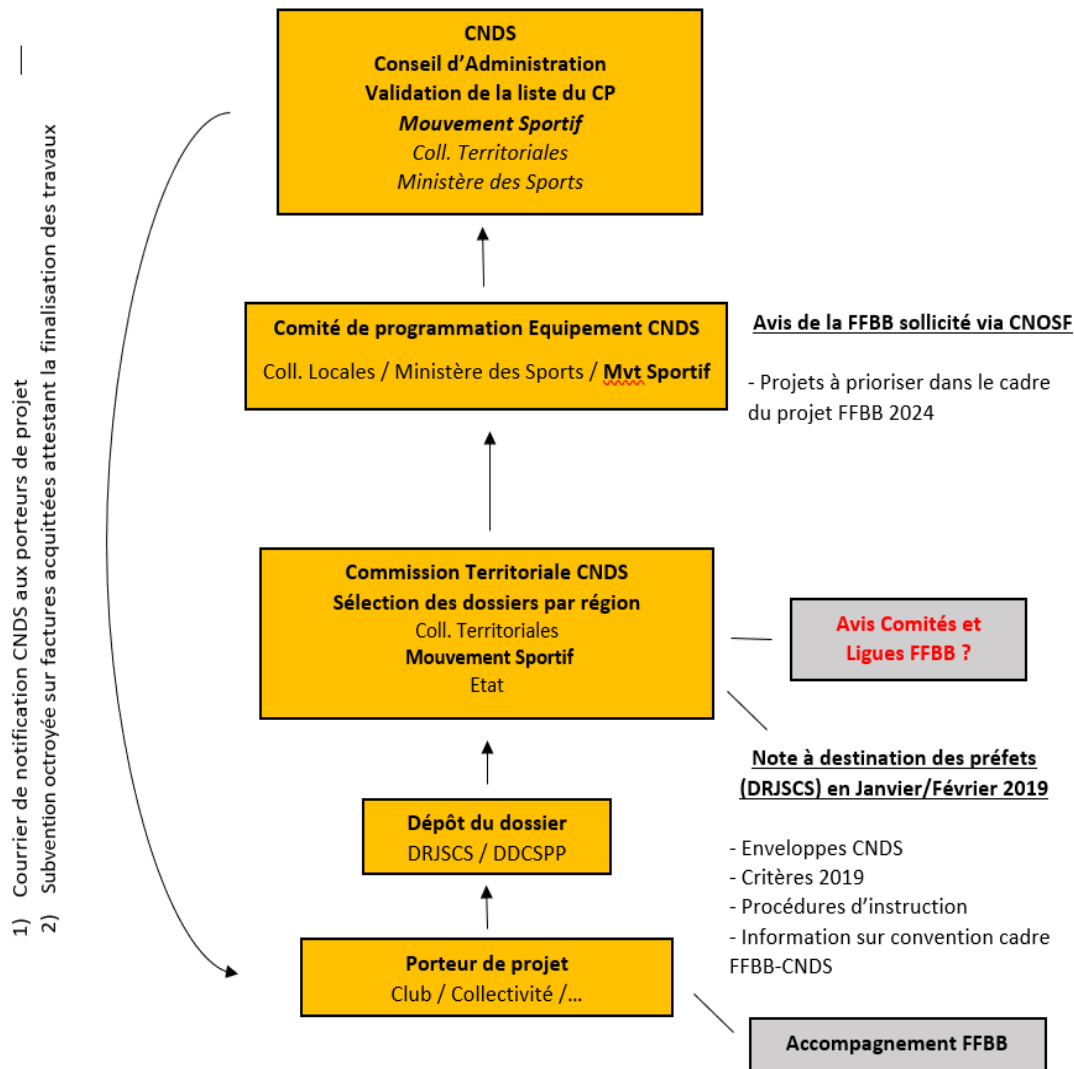 CNDS
Conseil d’Administration
Validation de la liste du CP
Mouvement Sportif
Coll. Territoriales
Ministère des Sports
Comité de programmation Equipement CNDS
Coll. Locales / Ministère des Sports / Mvt Sportif
Avis de la FFBB sollicité via CNOSF
- Projets à prioriser dans le cadre
du projet FFBB 2024
Commission Territoriale CNDS
Sélection des dossiers par région
Coll. Territoriales
Mouvement Sportif
Etat
Avis Comités et
Ligues FFBB ?
Note à destination des préfets
(DRJSCS) en Janvier/Février 2019
- Enveloppes CNDS
- Critères 2019
- Procédures d’instruction
- Information sur convention cadre
FFBB-CNDS
Dépôt du dossier
DRJSCS / DDCSPP
Porteur de projet
Club / Collectivité /…
Accompagnement FFBB
1) Courrier de notification CNDS aux porteurs de projet
2) Subvention octroyée sur factures acquittées attestant la finalisation des travaux